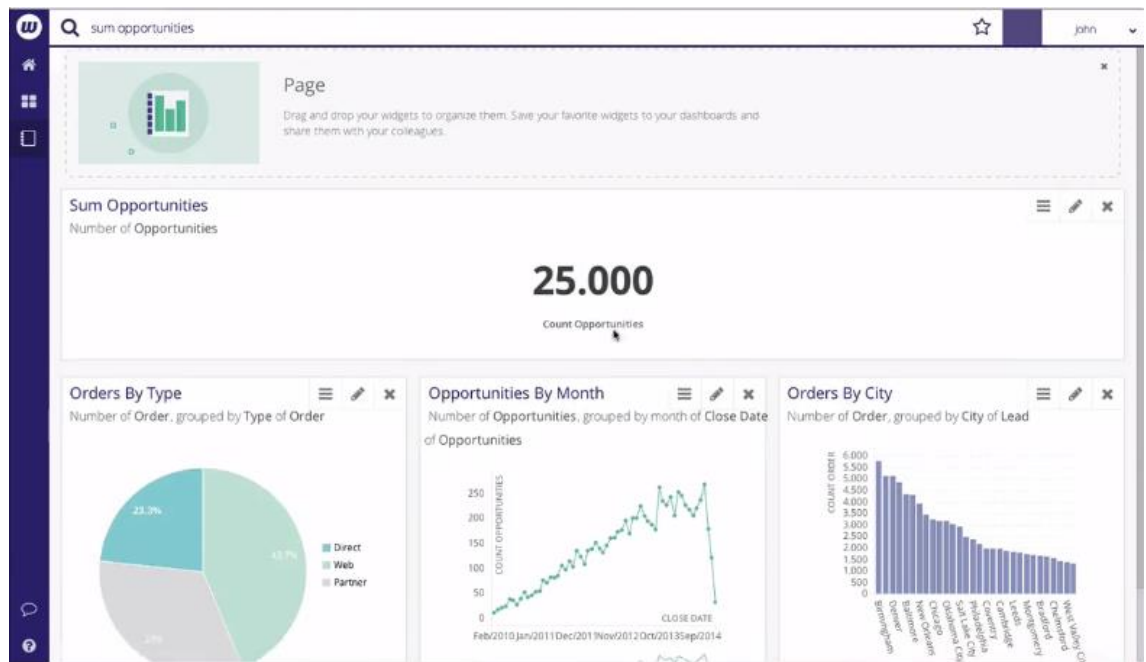 w
sum opportunities
john
Page
Drag and drop your widgets to organize them. Save your favorite widgets to your dashboards and
share them with your colleagues.
Sum Opportunities
Number of Opportunities
25.000
Count Opportunities
Orders By Type
Number of Order, grouped by Type of Order
23.3%
43.7%
Direct
Web
Partner
Opportunities By Month
Number of Opportunities, grouped by month of Close Date
of Opportunities
COUNT OPPORTUNITIES
250
200
150
100
50
0
CLOSE DATE
Feb/2010 Jan/2011 Dec/2011 Nov/2012 Oct/2013 Sep/2014
Orders By City
Number of Order, grouped by City of Lead
COUNT ORDER
6.000
5.500
5.000
4.500
4.000
3.500
3.000
2.500
2.000
1.500
1.000
500
0
Birmingham
Denver
Baltimore
New Orleans
Chicago
Oklahoma City
Salt Lake City
Philadelphia
Coventry
Cambridge
Leeds
Montgomery
Bradford
Chelmsford
West Valley